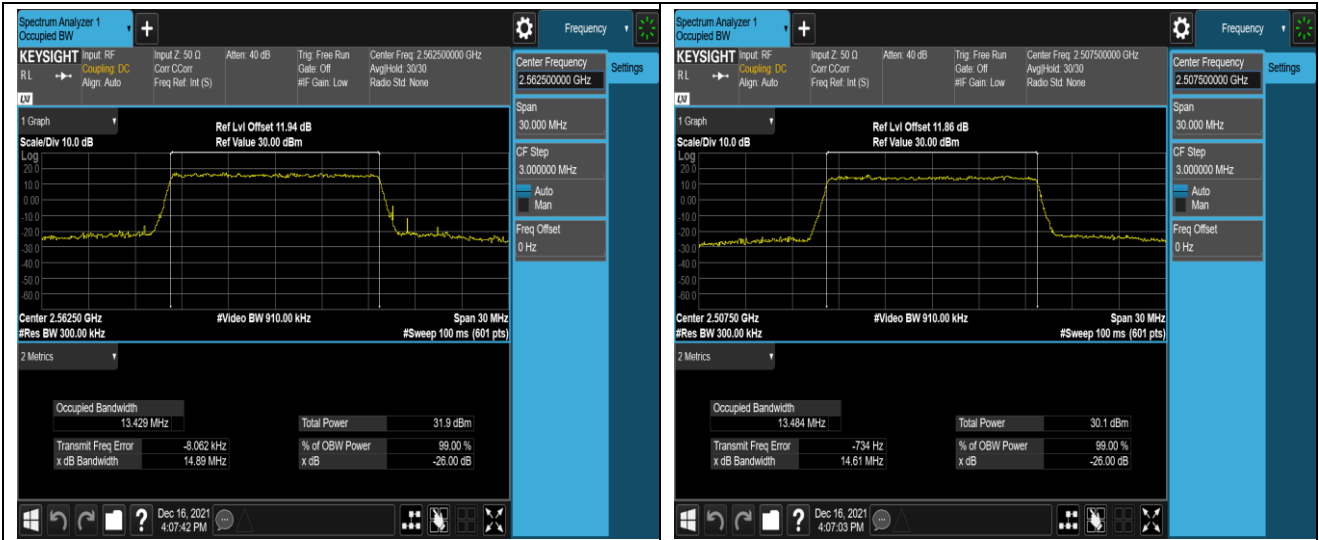 Spectrum Analyzer 1
Occupied BW
+
Frequency
KEYSIGHT Input: RF
Coupling: DC
Align: Auto
RL
LXI
Input Z: 50 Ω
Corr CCorr
Freq Ref: Int (S)
Atten: 40 dB
Trig: Free Run
Gate: Off
#IF Gain: Low
Center Freq: 2.562500000 GHz
Avg|Hold: 30/30
Radio Std: None
Center Frequency
2.562500000 GHz
Settings
Span
30.000 MHz
CF Step
3.000000 MHz
Auto
Man
Freq Offset
0 Hz
1 Graph
Ref Lvl Offset 11.94 dB
Scale/Div 10.0 dB
Ref Value 30.00 dBm
Log
20.0
10.0
0.00
-10.0
-20.0
-30.0
-40.0
-50.0
-60.0
Center 2.56250 GHz
#Video BW 910.00 kHz
Span 30 MHz
#Res BW 300.00 kHz
#Sweep 100 ms (601 pts)
2 Metrics
Occupied Bandwidth
13.429 MHz
Total Power 31.9 dBm
Transmit Freq Error -8.062 kHz
% of OBW Power 99.00 %
x dB Bandwidth 14.89 MHz
x dB -26.00 dB
?
Dec 16, 2021
4:07:42 PM
Spectrum Analyzer 1
Occupied BW
+
Frequency
KEYSIGHT Input: RF
Coupling: DC
Align: Auto
RL
LXI
Input Z: 50 Ω
Corr CCorr
Freq Ref: Int (S)
Atten: 40 dB
Trig: Free Run
Gate: Off
#IF Gain: Low
Center Freq: 2.507500000 GHz
Avg|Hold: 30/30
Radio Std: None
Center Frequency
2.507500000 GHz
Settings
Span
30.000 MHz
CF Step
3.000000 MHz
Auto
Man
Freq Offset
0 Hz
1 Graph
Ref Lvl Offset 11.86 dB
Scale/Div 10.0 dB
Ref Value 30.00 dBm
Log
20.0
10.0
0.00
-10.0
-20.0
-30.0
-40.0
-50.0
-60.0
Center 2.50750 GHz
#Video BW 910.00 kHz
Span 30 MHz
#Res BW 300.00 kHz
#Sweep 100 ms (601 pts)
2 Metrics
Occupied Bandwidth
13.484 MHz
Total Power 30.1 dBm
Transmit Freq Error -734 Hz
% of OBW Power 99.00 %
x dB Bandwidth 14.61 MHz
x dB -26.00 dB
?
Dec 16, 2021
4:07:03 PM